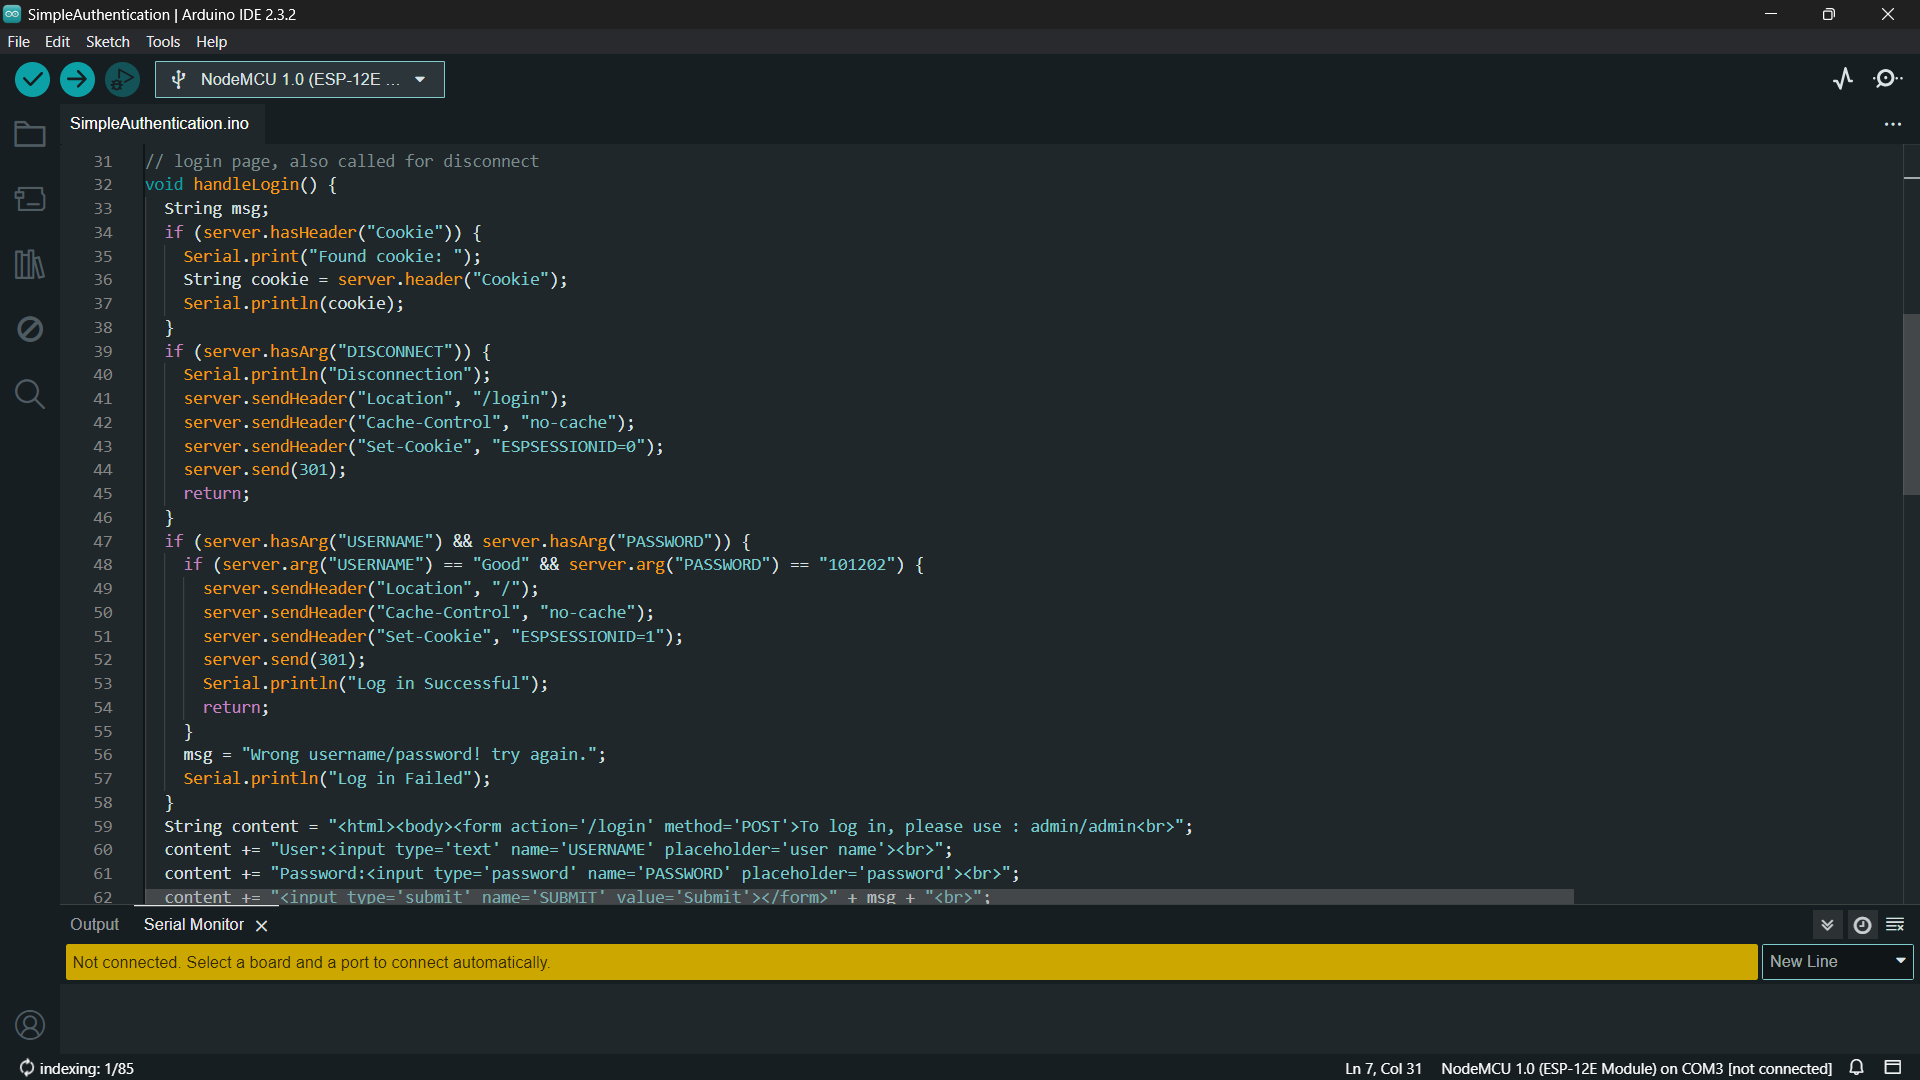 SimpleAuthentication | Arduino IDE 2.3.2
File Edit Sketch Tools Help
NodeMCU 1.0 (ESP-12E ...
SimpleAuthentication.ino
31 // login page, also called for disconnect
32 void handleLogin() {
33   String msg;
34   if (server.hasHeader("Cookie")) {
35     Serial.print("Found cookie: ");
36     String cookie = server.header("Cookie");
37     Serial.println(cookie);
38   }
39   if (server.hasArg("DISCONNECT")) {
40     Serial.println("Disconnection");
41     server.sendHeader("Location", "/login");
42     server.sendHeader("Cache-Control", "no-cache");
43     server.sendHeader("Set-Cookie", "ESPSESSIONID=0");
44     server.send(301);
45     return;
46   }
47   if (server.hasArg("USERNAME") && server.hasArg("PASSWORD")) {
48     if (server.arg("USERNAME") == "Good" && server.arg("PASSWORD") == "101202") {
49       server.sendHeader("Location", "/");
50       server.sendHeader("Cache-Control", "no-cache");
51       server.sendHeader("Set-Cookie", "ESPSESSIONID=1");
52       server.send(301);
53       Serial.println("Log in Successful");
54       return;
55     }
56     msg = "Wrong username/password! try again.";
57     Serial.println("Log in Failed");
58   }
59   String content = "<html><body><form action='/login' method='POST'>To log in, please use : admin/admin<br>";
60   content += "User:<input type='text' name='USERNAME' placeholder='user name'><br>";
61   content += "Password:<input type='password' name='PASSWORD' placeholder='password'><br>";
62   content += "<input type='submit' name='SUBMIT' value='Submit'></form>" + msg + "<br>";
Output Serial Monitor
Not connected. Select a board and a port to connect automatically.
New Line
indexing: 1/85
Ln 7, Col 31 NodeMCU 1.0 (ESP-12E Module) on COM3 [not connected]